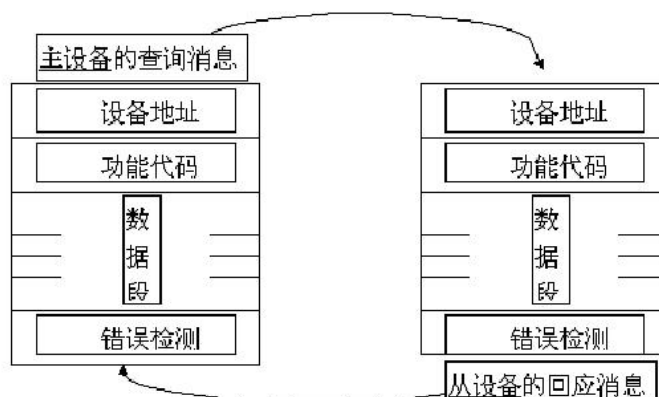 主设备的查询消息
设备地址
功能代码
数
据
段
错误检测
设备地址
功能代码
数
据
段
错误检测
从设备的回应消息